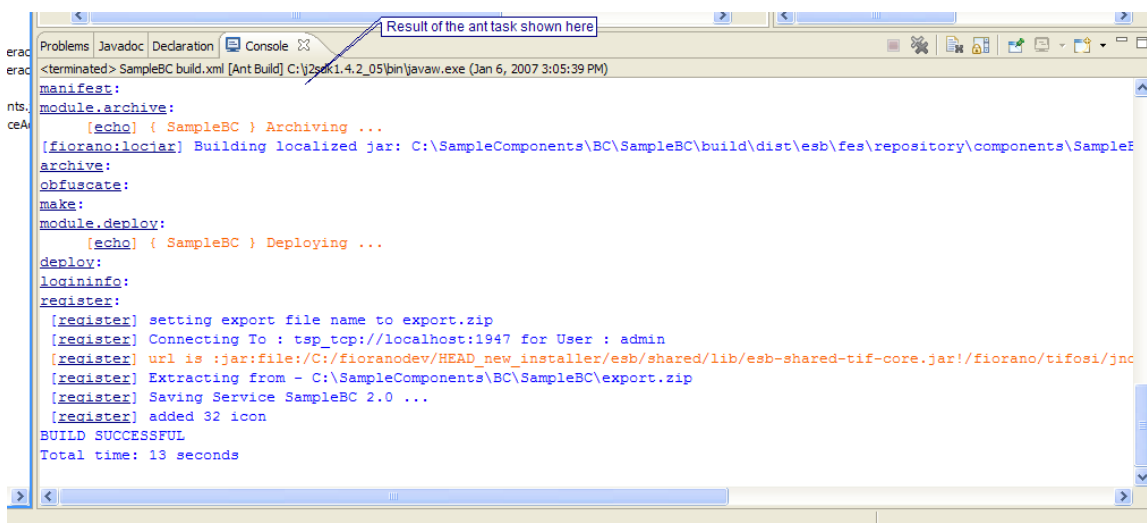 Result of the ant task shown here
Problems Javadoc Declaration Console
<terminated> SampleBC build.xml [Ant Build] C:\j2sdk1.4.2_05\bin\javaw.exe (Jan 6, 2007 3:05:39 PM)
manifest:
module.archive:
[echo] { SampleBC } Archiving ...
[fiorano:locjar] Building localized jar: C:\SampleComponents\BC\SampleBC\build\dist\esb\fes\repository\components\Sample
archive:
obfuscate:
make:
module.deploy:
[echo] { SampleBC } Deploying ...
deploy:
logininfo:
register:
[register] setting export file name to export.zip
[register] Connecting To : tsp_tcp://localhost:1947 for User : admin
[register] url is :jar:file:/C:/fioranodev/HEAD_new_installer/esb/shared/lib/esb-shared-tif-core.jar!/fiorano/tifosi/jnd
[register] Extracting from - C:\SampleComponents\BC\SampleBC\export.zip
[register] Saving Service SampleBC 2.0 ...
[register] added 32 icon
BUILD SUCCESSFUL
Total time: 13 seconds